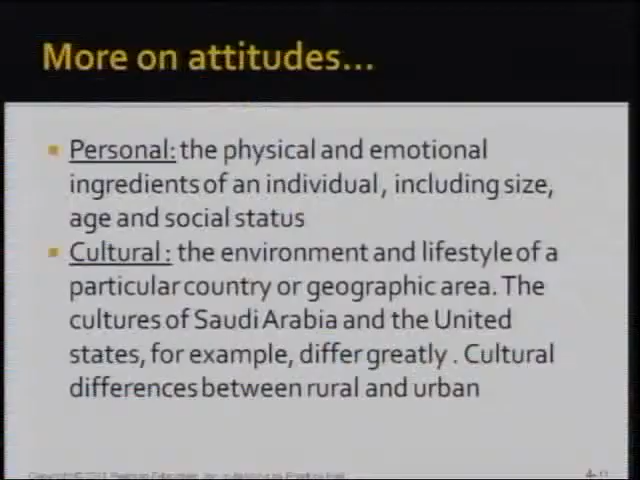 More on attitudes...
Personal: the physical and emotional
ingredients of an individual, including size,
age and social status
Cultural : the environment and lifestyle of a
particular country or geographic area. The
cultures of Saudi Arabia and the United
states, for example, differ greatly . Cultural
differences between rural and urban